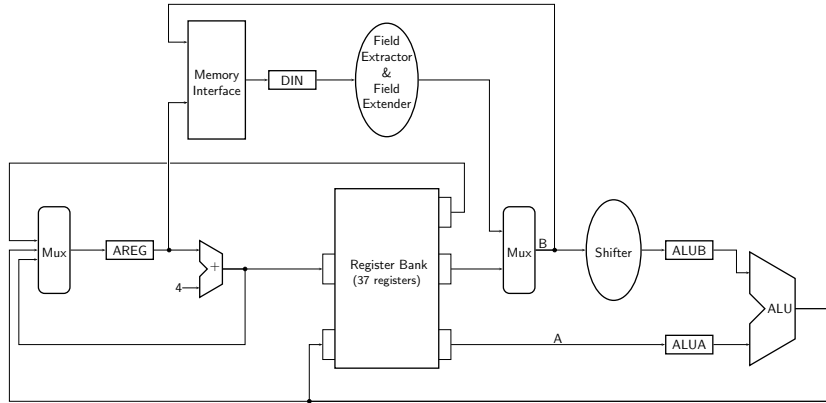 Field
Extractor
&
Field
Extender
Memory
Interface
DIN
Mux
AREG
+
4
Register Bank
(37 registers)
Mux
B
Shifter
ALUB
ALU
A
ALUA